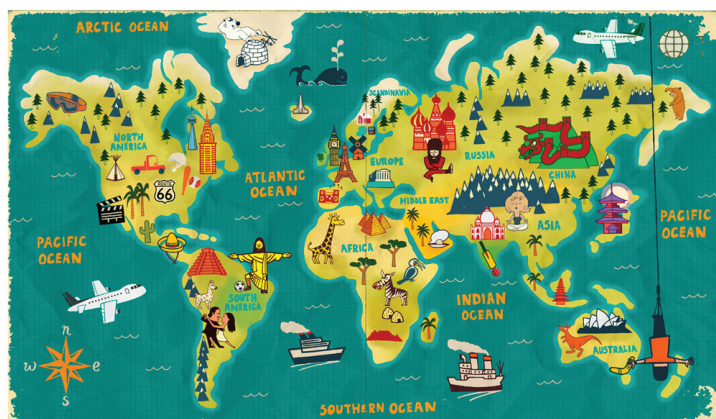 ARCTIC OCEAN
SCANDINAVIA
NORTH
AMERICA
EUROPE
RUSSIA
CHINA
ATLANTIC
OCEAN
ROUTE
66
MIDDLE EAST
ASIA
PACIFIC
OCEAN
PACIFIC
OCEAN
AFRICA
SOUTH
AMERICA
INDIAN
OCEAN
AUSTRALIA
n
w
e
s
SOUTHERN OCEAN